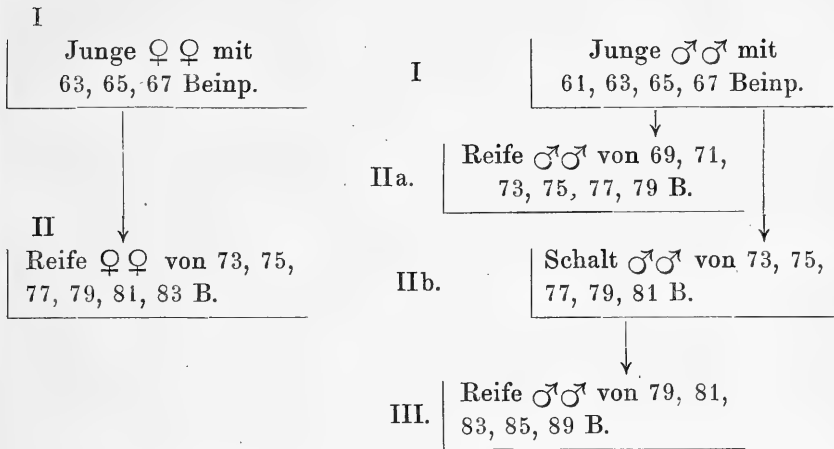 I
Junge ♀♀ mit
63, 65, 67 Beinp.
II
Reife ♀♀ von 73, 75,
77, 79, 81, 83 B.
I
Junge ♂♂ mit
61, 63, 65, 67 Beinp.
IIa.
Reife ♂♂ von 69, 71,
73, 75, 77, 79 B.
IIb.
Schalt ♂♂ von 73, 75,
77, 79, 81 B.
III.
Reife ♂♂ von 79, 81,
83, 85, 89 B.